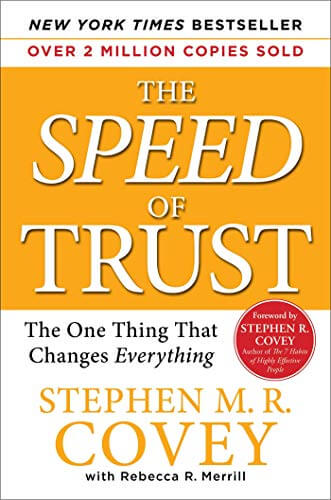 NEW YORK TIMES BESTSELLER
OVER 2 MILLION COPIES SOLD
THE
SPEED
OF
TRUST
The One Thing That
Changes Everything
Foreword by
STEPHEN R.
COVEY
Author of The 7 Habits
of Highly Effective
People
STEPHEN M. R.
COVEY
with Rebecca R. Merrill